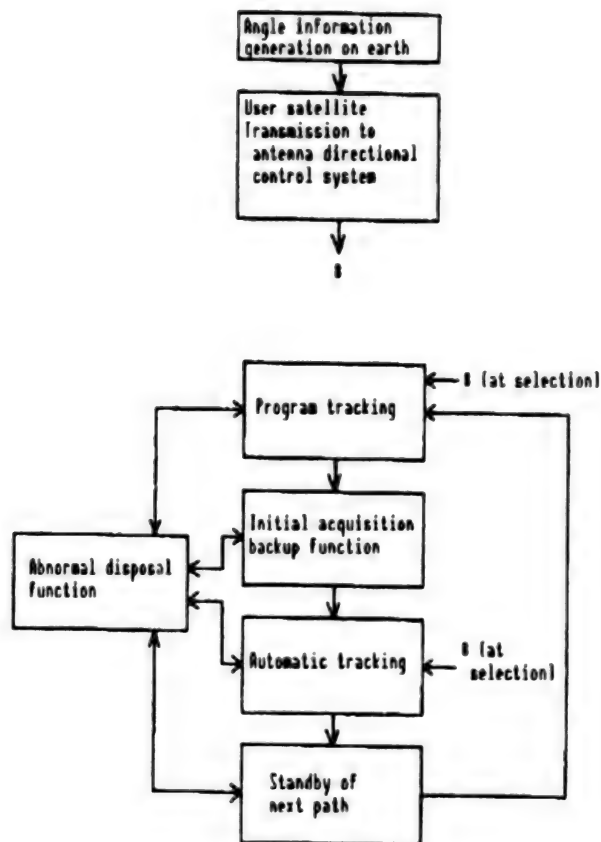 Angle information
generation on earth
User satellite
Transmission to
antenna directional
control system
B
B (at selection)
Program tracking
Initial acquisition
backup function
Abnormal disposal
function
Automatic tracking
B (at
selection)
Standby of
next path